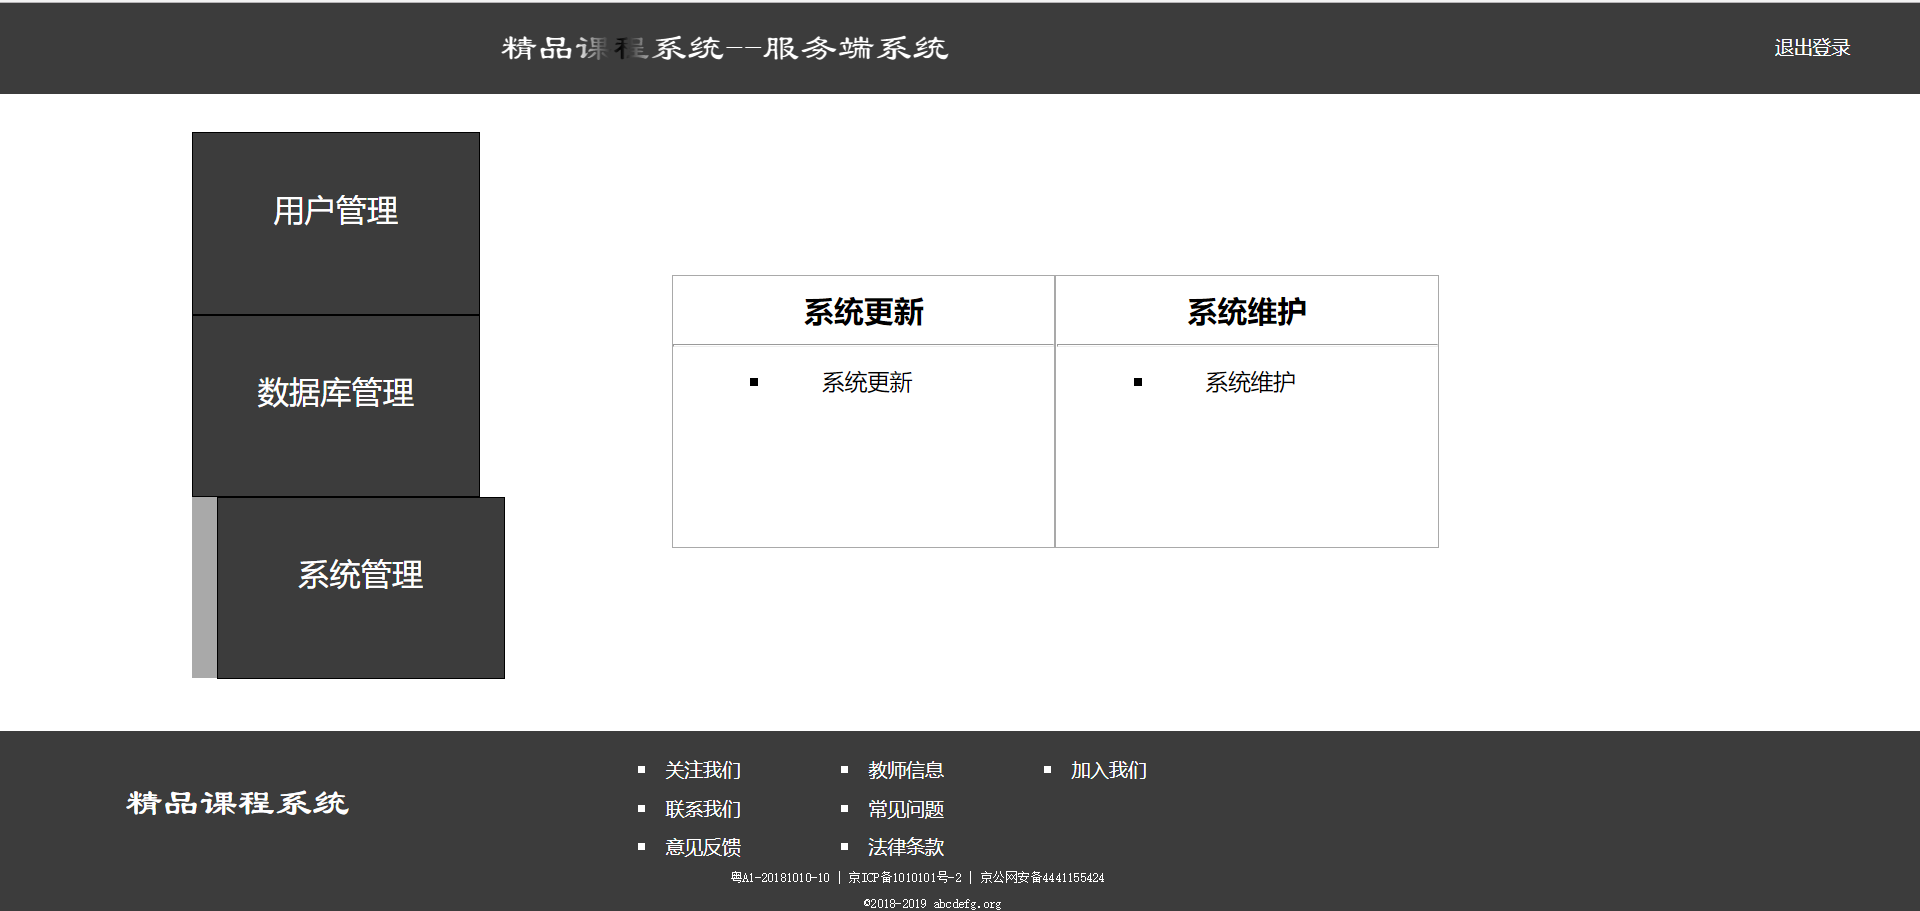 精品课程系统--服务端系统
退出登录
用户管理
数据库管理
系统管理
系统更新 系统维护
系统更新 系统维护
精品课程系统
关注我们 教师信息 加入我们
联系我们 常见问题
意见反馈 法律条款
粤A1-20181010-10 | 京ICP备1010101号-2 | 京公网安备4441155424
©2018-2019 abcdefg.org